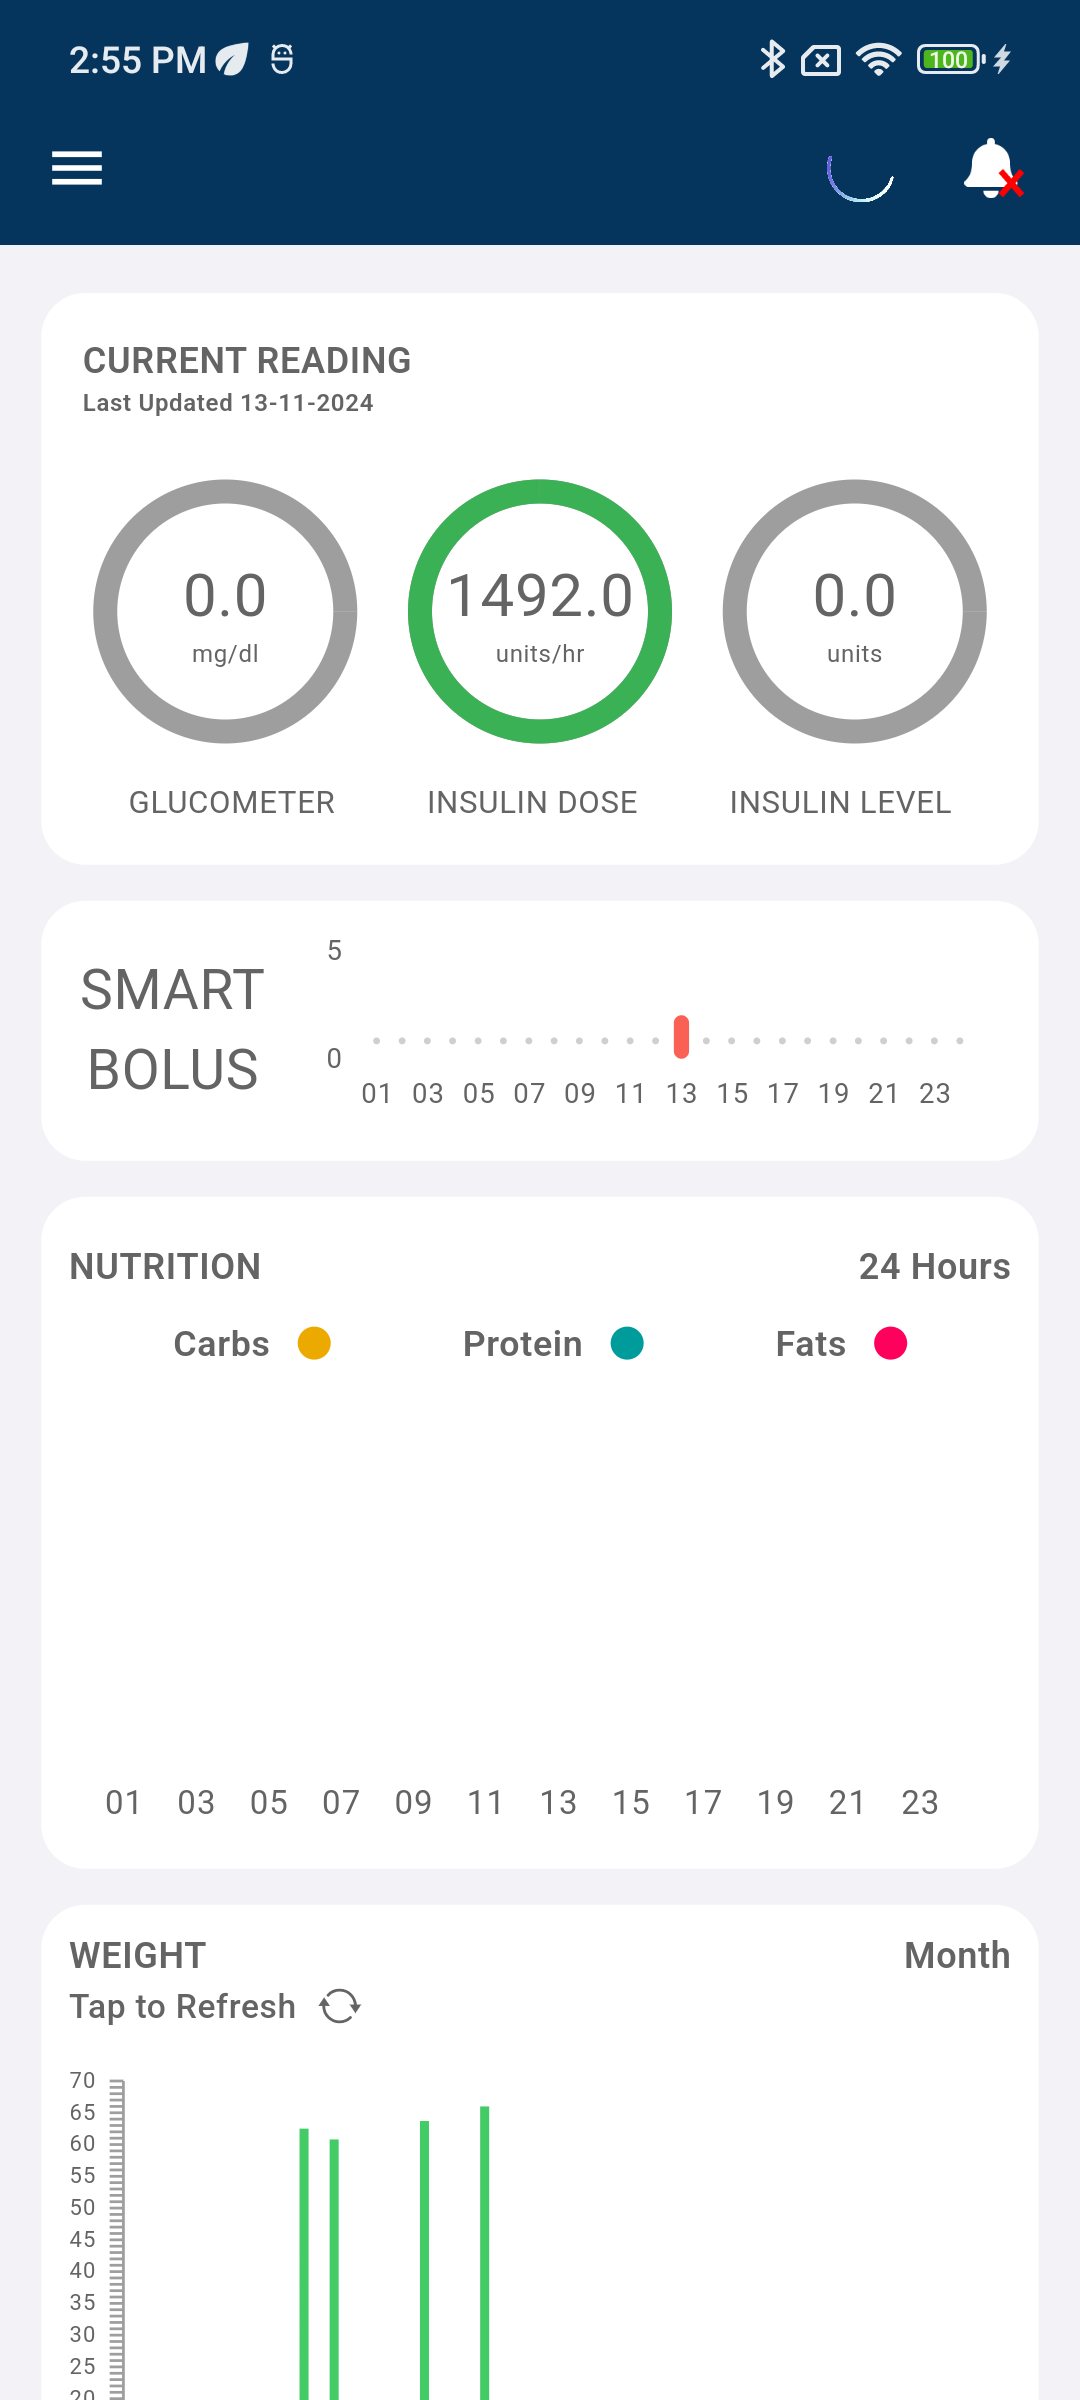 2:55 PM
100
CURRENT READING
Last Updated 13-11-2024
0.0
mg/dl
GLUCOMETER
1492.0
units/hr
INSULIN DOSE
0.0
units
INSULIN LEVEL
SMART
BOLUS
5
0
01 03 05 07 09 11 13 15 17 19 21 23
NUTRITION
24 Hours
Carbs
Protein
Fats
01 03 05 07 09 11 13 15 17 19 21 23
WEIGHT
Month
Tap to Refresh
70
65
60
55
50
45
40
35
30
25
20